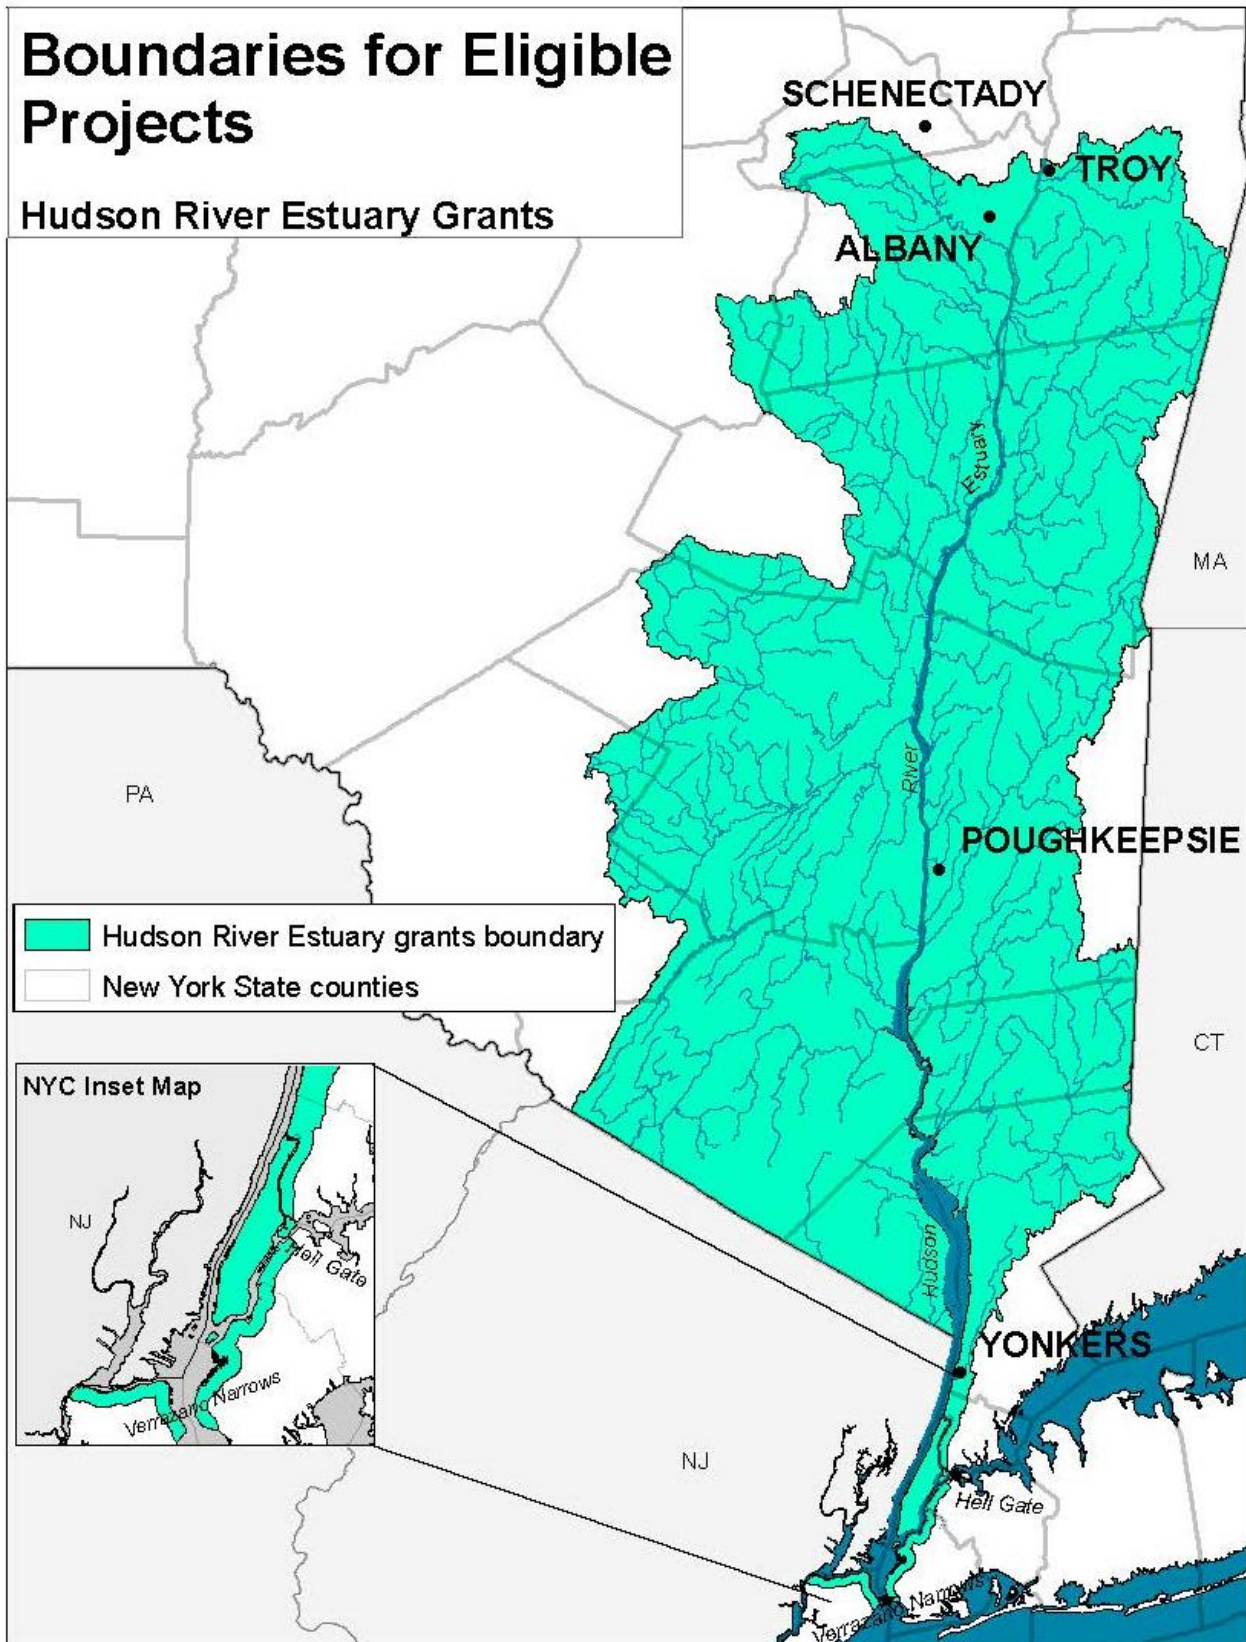 Boundaries for Eligible
Projects
Hudson River Estuary Grants
SCHENECTADY
TROY
ALBANY
Estuary
MA
River
PA
POUGHKEEPSIE
Hudson River Estuary grants boundary
New York State counties
CT
NYC Inset Map
NJ
Hell Gate
Verrazano Narrows
Hudson
YONKERS
NJ
Hell Gate
Verrazano Narrows